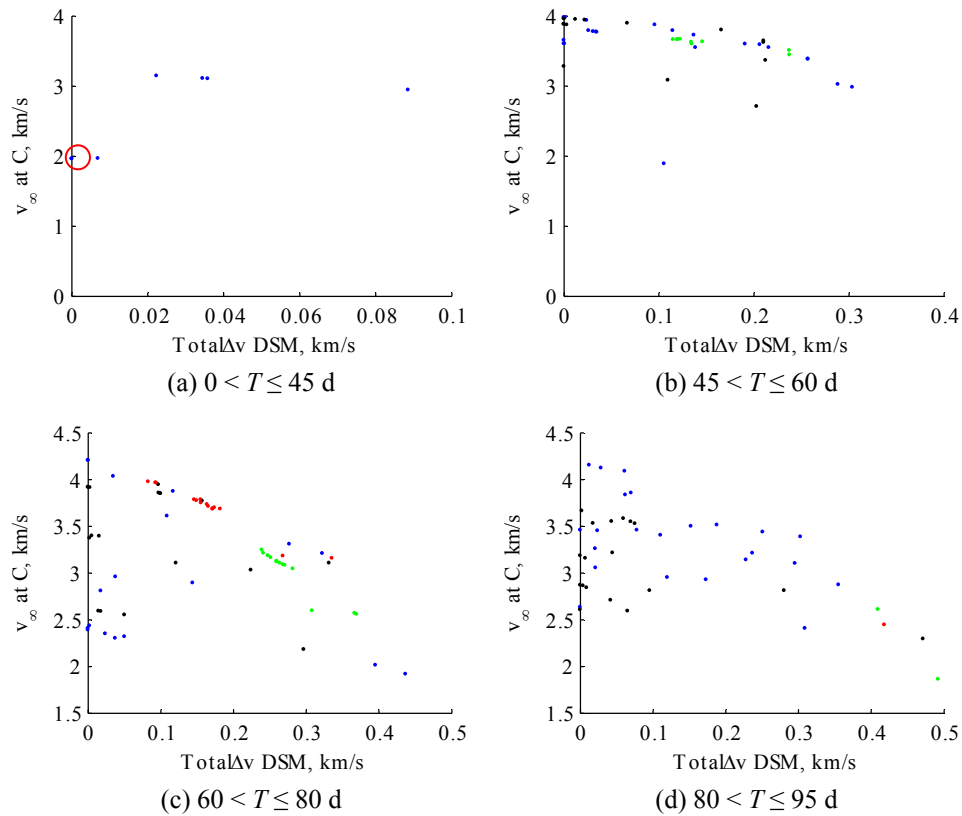 4
3
2
1
0
0 0.02 0.04 0.06 0.08 0.1
v∞ at C, km/s
TotalΔv DSM, km/s
(a) 0 < T ≤ 45 d
4
3
2
1
0
0 0.1 0.2 0.3 0.4
v∞ at C, km/s
TotalΔv DSM, km/s
(b) 45 < T ≤ 60 d
4.5
4
3.5
3
2.5
2
1.5
0 0.1 0.2 0.3 0.4 0.5
v∞ at C, km/s
TotalΔv DSM, km/s
(c) 60 < T ≤ 80 d
4.5
4
3.5
3
2.5
2
1.5
0 0.1 0.2 0.3 0.4 0.5
v∞ at C, km/s
TotalΔv DSM, km/s
(d) 80 < T ≤ 95 d